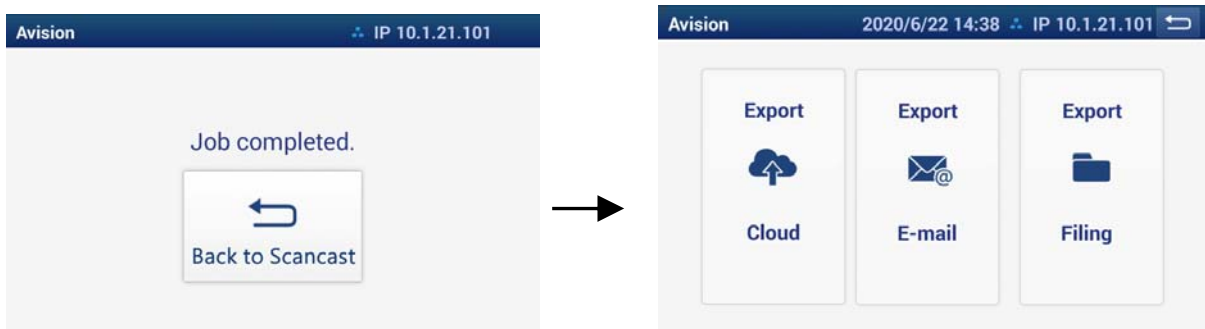 Avision IP 10.1.21.101
Job completed.
Back to Scancast
Avision 2020/6/22 14:38 IP 10.1.21.101
Export
Cloud
Export
@
E-mail
Export
Filing